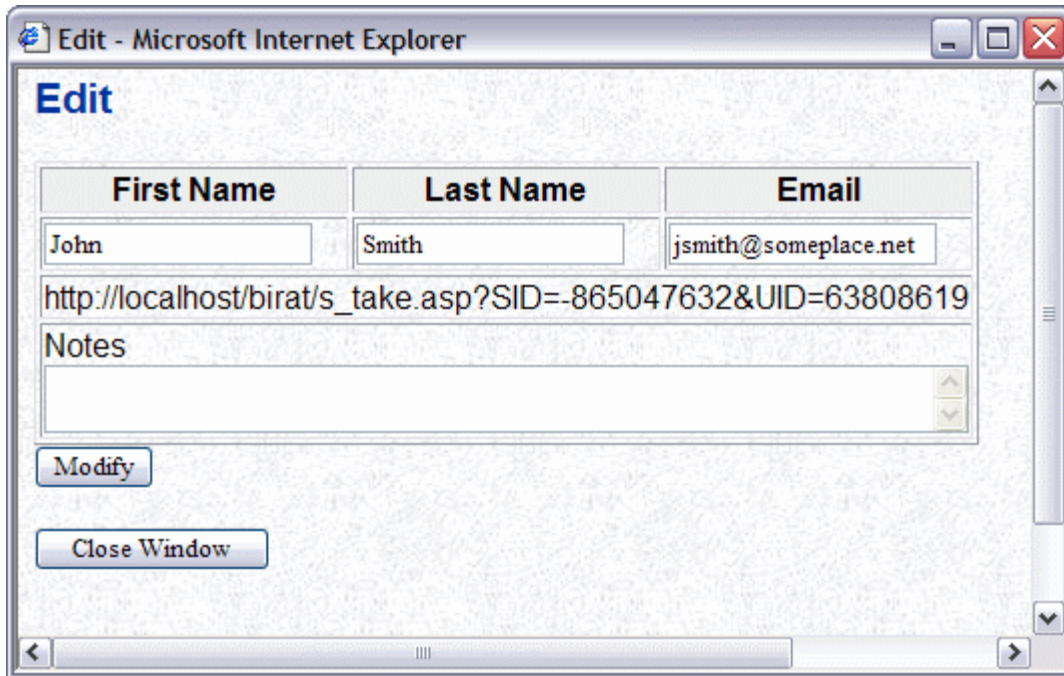 Edit - Microsoft Internet Explorer
Edit
First Name Last Name Email
John Smith jsmith@someplace.net
http://localhost/birat/s_take.asp?SID=-865047632&UID=63808619
Notes
Modify
Close Window